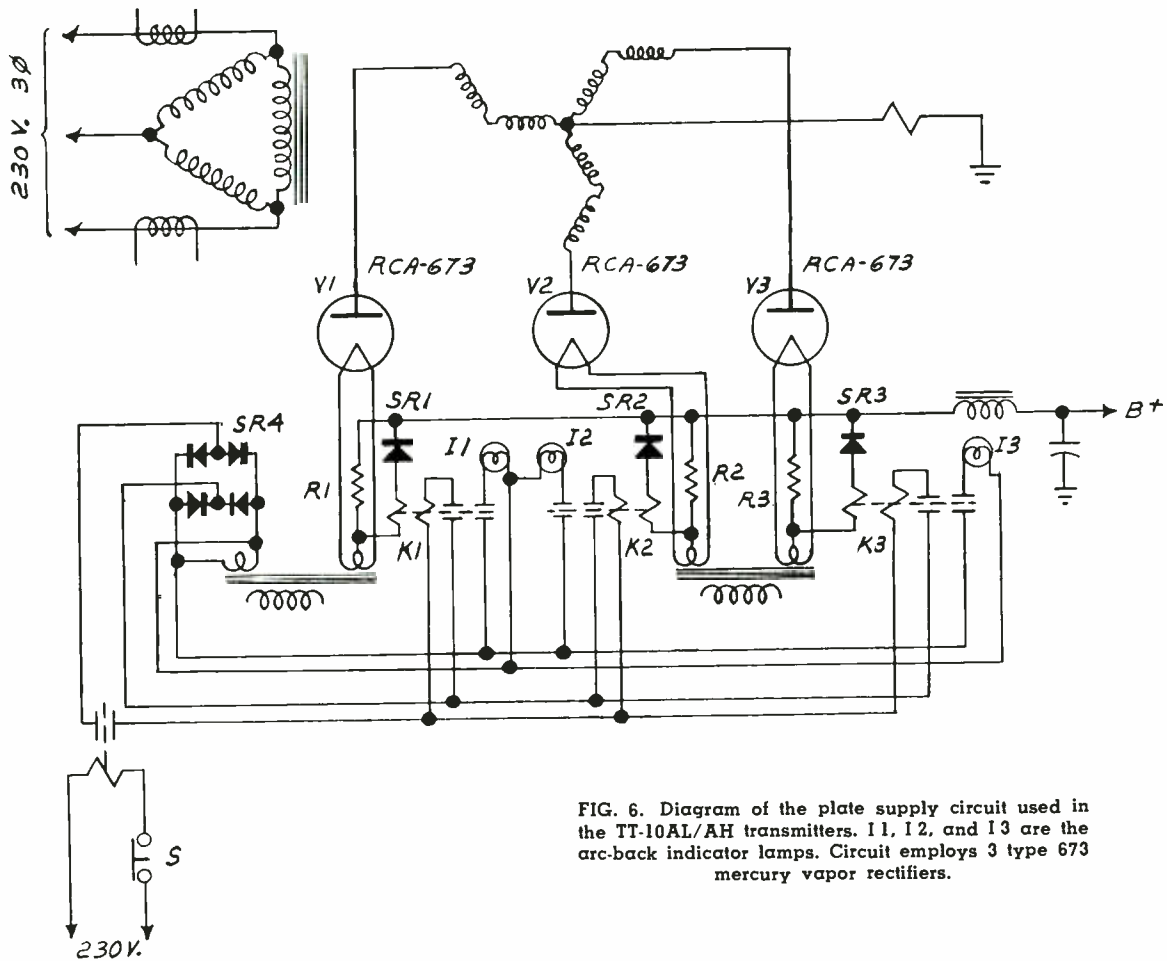 230 V. 3Ø
RCA-673
RCA-673
RCA-673
V1
V2
V3
SR1
SR2
SR3
B+
SR4
I1
I2
I3
R1
R2
R3
K1
K2
K3
S
230V.
FIG. 6. Diagram of the plate supply circuit used in
the TT-10AL/AH transmitters. I 1, I 2, and I 3 are the
arc-back indicator lamps. Circuit employs 3 type 673
mercury vapor rectifiers.